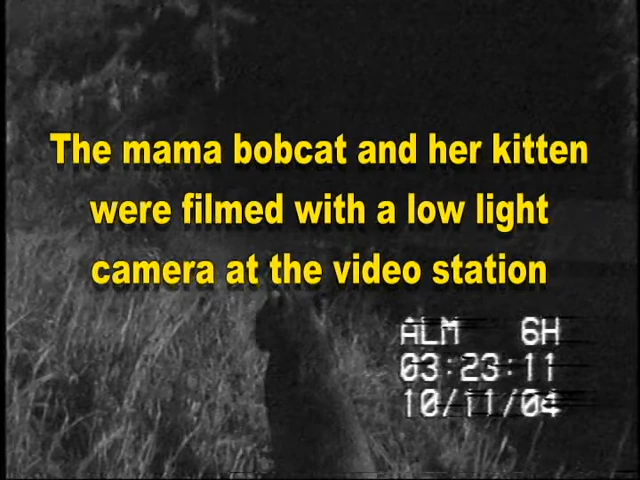 The mama bobcat and her kitten
were filmed with a low light
camera at the video station
ALM 6H
03:23:11
10/11/04